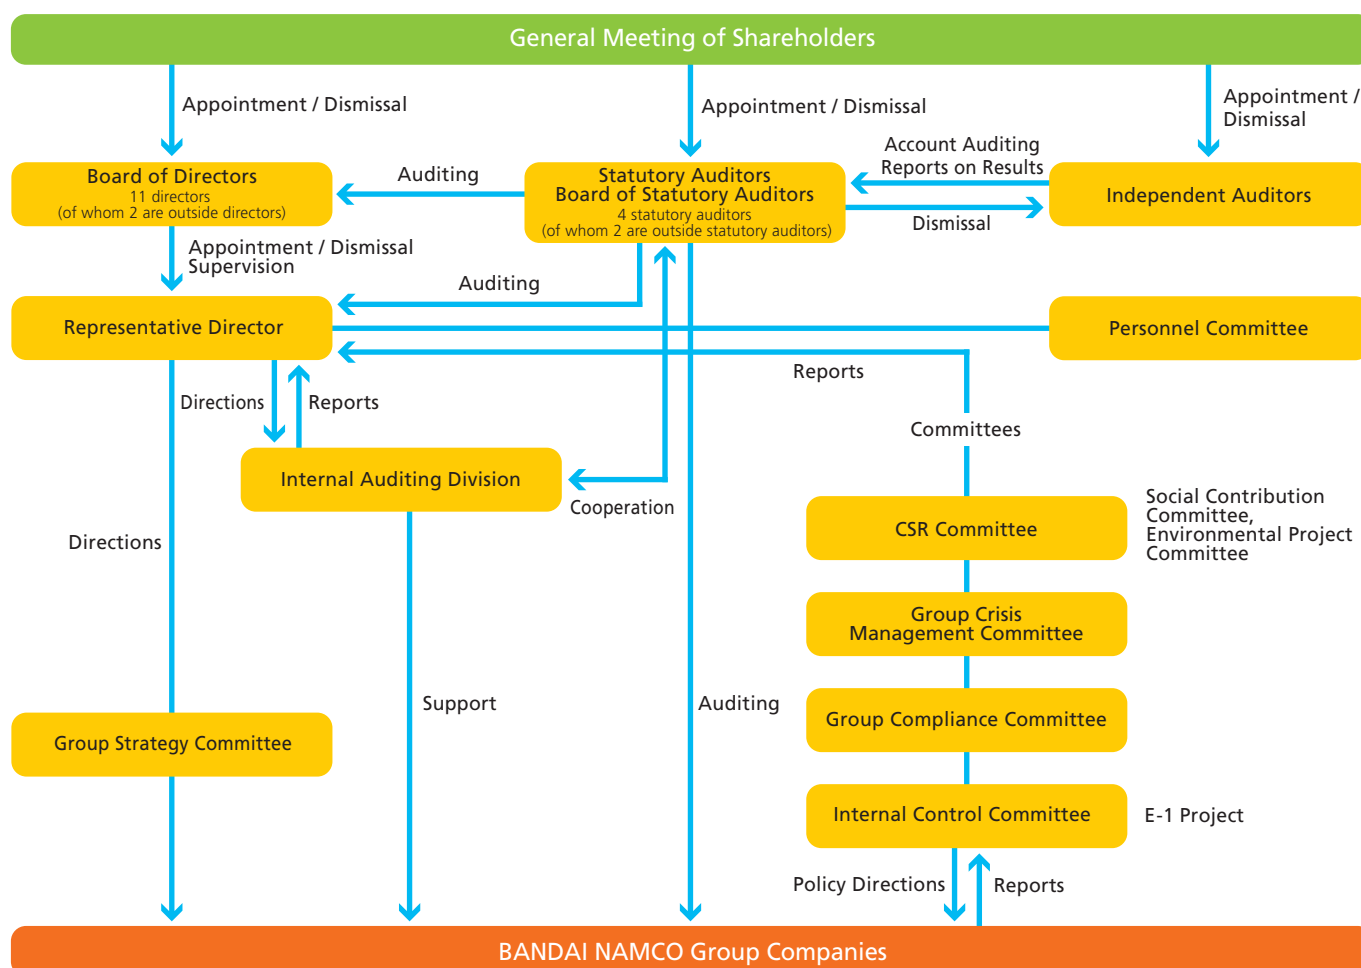 General Meeting of Shareholders
Appointment / Dismissal
Appointment / Dismissal
Appointment /
Dismissal
Board of Directors
11 directors
(of whom 2 are outside directors)
Auditing
Statutory Auditors
Board of Statutory Auditors
4 statutory auditors
(of whom 2 are outside statutory auditors)
Account Auditing
Reports on Results
Dismissal
Independent Auditors
Appointment / Dismissal
Supervision
Auditing
Representative Director
Personnel Committee
Reports
Directions
Reports
Committees
Internal Auditing Division
Cooperation
Directions
CSR Committee
Social Contribution
Committee,
Environmental Project
Committee
Group Crisis
Management Committee
Support
Auditing
Group Compliance Committee
Group Strategy Committee
Internal Control Committee
E-1 Project
Policy Directions
Reports
BANDAI NAMCO Group Companies